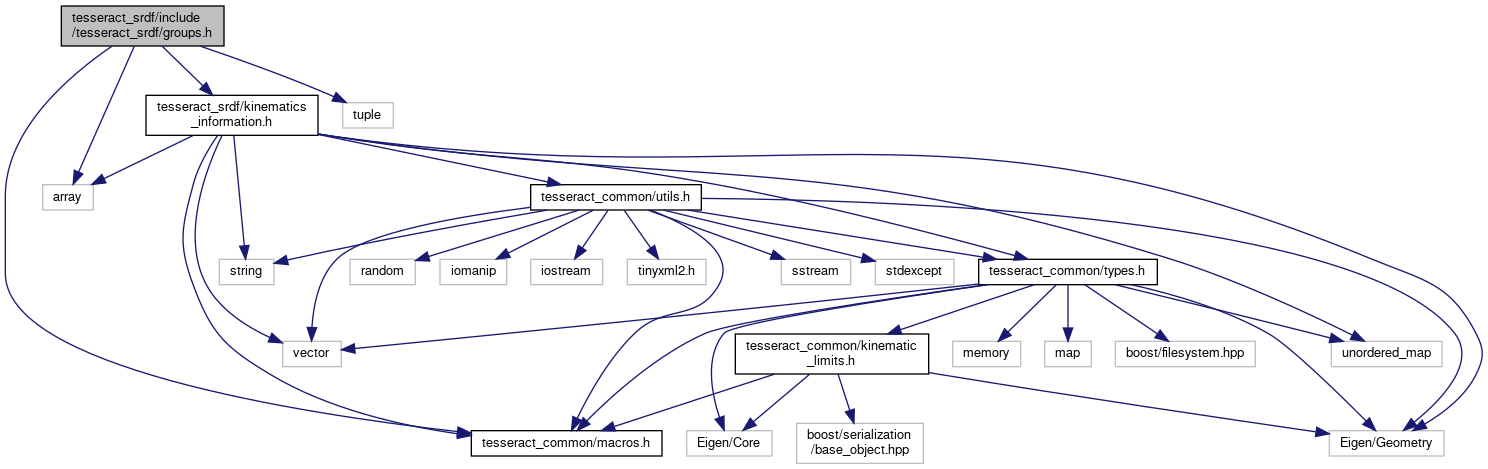 tesseract_srdf/include
/tesseract_srdf/groups.h
tesseract_srdf/kinematics
_information.h
tuple
array
tesseract_common/utils.h
string
random
iomanip
iostream
tinyxml2.h
sstream
stdexcept
tesseract_common/types.h
vector
tesseract_common/kinematic
_limits.h
memory
map
boost/filesystem.hpp
unordered_map
tesseract_common/macros.h
Eigen/Core
boost/serialization
/base_object.hpp
Eigen/Geometry